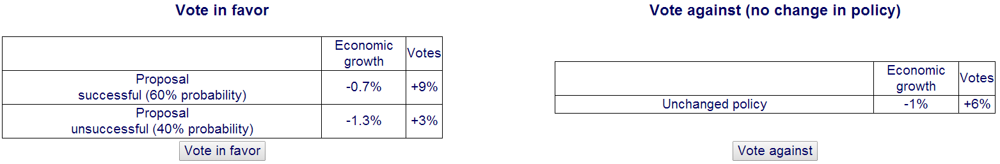 Vote in favor
Economic
growth
Votes
Proposal
successful (60% probability)
-0.7%
+9%
Proposal
unsuccessful (40% probability)
-1.3%
+3%
Vote in favor
Vote against (no change in policy)
Economic
growth
Votes
Unchanged policy
-1%
+6%
Vote against